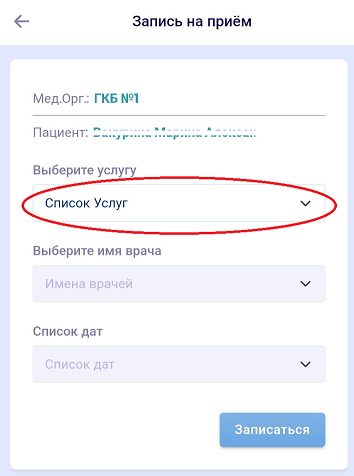 Запись на приём
Мед.Орг.: ГКБ №1
Пациент:
Выберите услугу
Список Услуг
Выберите имя врача
Имена врачей
Список дат
Список дат
Записаться